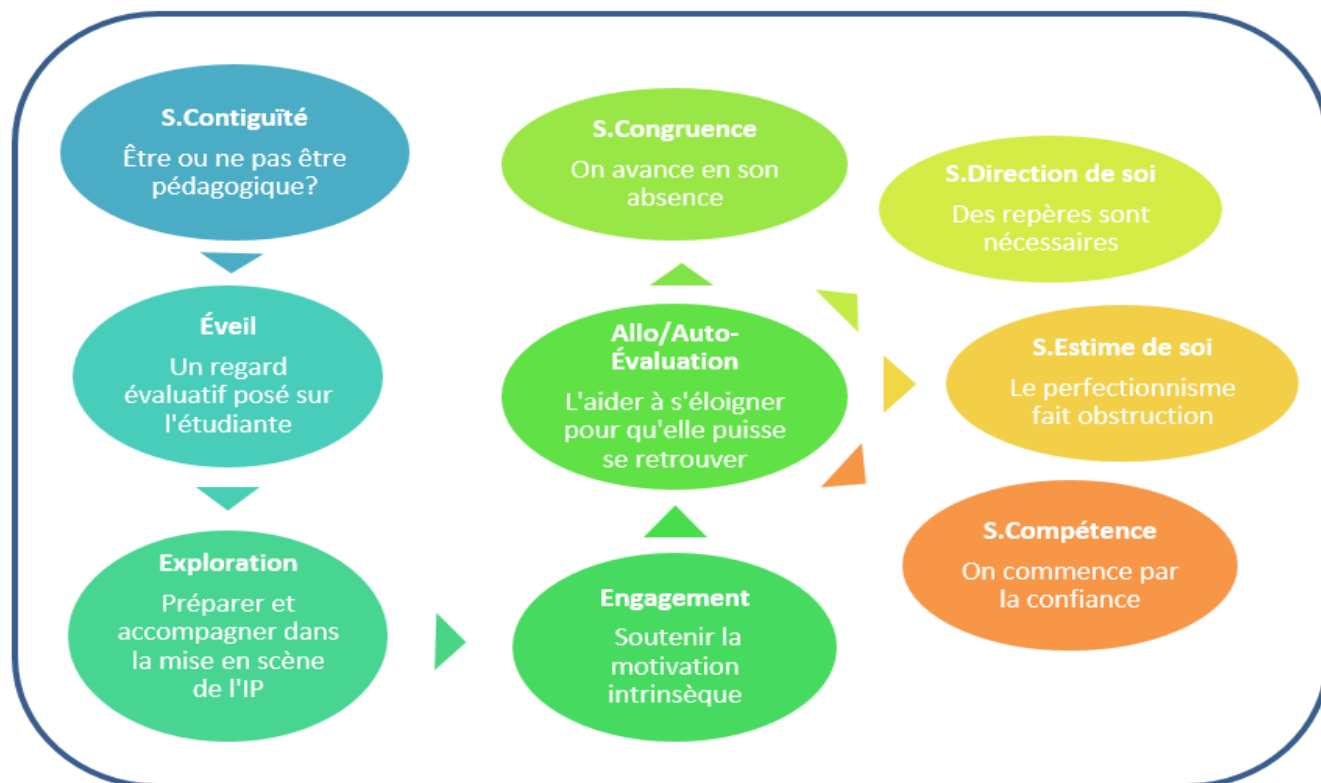 S.Contiguïté
Être ou ne pas être
pédagogique?
Éveil
Un regard
évaluatif posé sur
l'étudiante
Exploration
Préparer et
accompagner dans
la mise en scène
de l'IP
Engagement
Soutenir la
motivation
intrinsèque
Allo/Auto-
Évaluation
L'aider à s'éloigner
pour qu'elle puisse
se retrouver
S.Congruence
On avance en son
absence
S.Direction de soi
Des repères sont
nécessaires
S.Estime de soi
Le perfectionnisme
fait obstruction
S.Compétence
On commence par
la confiance